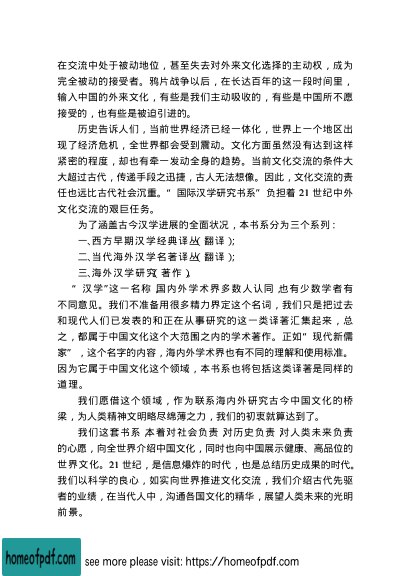 在交流中处于被动地位，甚至失去对外来文化选择的主动权，成为
完全被动的接受者。鸦片战争以后，在长达百年的这一段时间里，
输入中国的外来文化，有些是我们主动吸收的，有些是中国所不愿
接受的，也有些是被迫引进的。
历史告诉人们，当前世界经济已经一体化，世界上一个地区出
现了经济危机，全世界都会受到震动。文化方面虽然没有达到这样
紧密的程度，却也有牵一发动全身的趋势。当前文化交流的条件大
大超过古代，传递手段之迅捷，古人无法想像。因此，文化交流的责
任也远比古代社会沉重。“国际汉学研究书系”负担着21世纪中外
文化交流的艰巨任务。
为了涵盖古今汉学进展的全面状况，本书系分为三个系列：
一、西方早期汉学经典译丛（翻译）；
二、当代海外汉学名著译丛（翻译）；
三、海外汉学研究（著作）。
“汉学”这一名称，国内外学术界多数人认同，也有少数学者有
不同意见。我们不准备用很多精力界定这个名词，我们只是把过去
和现代人们已发表的和正在从事研究的这一类译著汇集起来，总
之，都属于中国文化这个大范围之内的学术著作。正如“现代新儒
家”，这个名字的内容，海内外学术界也有不同的理解和使用标准。
因为它属于中国文化这个领域，本书系也将包括这类译著是同样的
道理。
我们愿借这个领域，作为联系海内外研究古今中国文化的桥
梁，为人类精神文明略尽绵薄之力，我们的初衷就算达到了。
我们这套书系，本着对社会负责，对历史负责，对人类未来负责
的心愿，向全世界介绍中国文化，同时也向中国展示健康、高品位的
世界文化。21世纪，是信息爆炸的时代，也是总结历史成果的时代。
我们以科学的良心，如实向世界推进文化交流，我们介绍古代先驱
者的业绩，在当代人中，沟通各国文化的精华，展望人类未来的光明
前景。
homeofpdf.com
see more please visit: https://homeofpdf.com